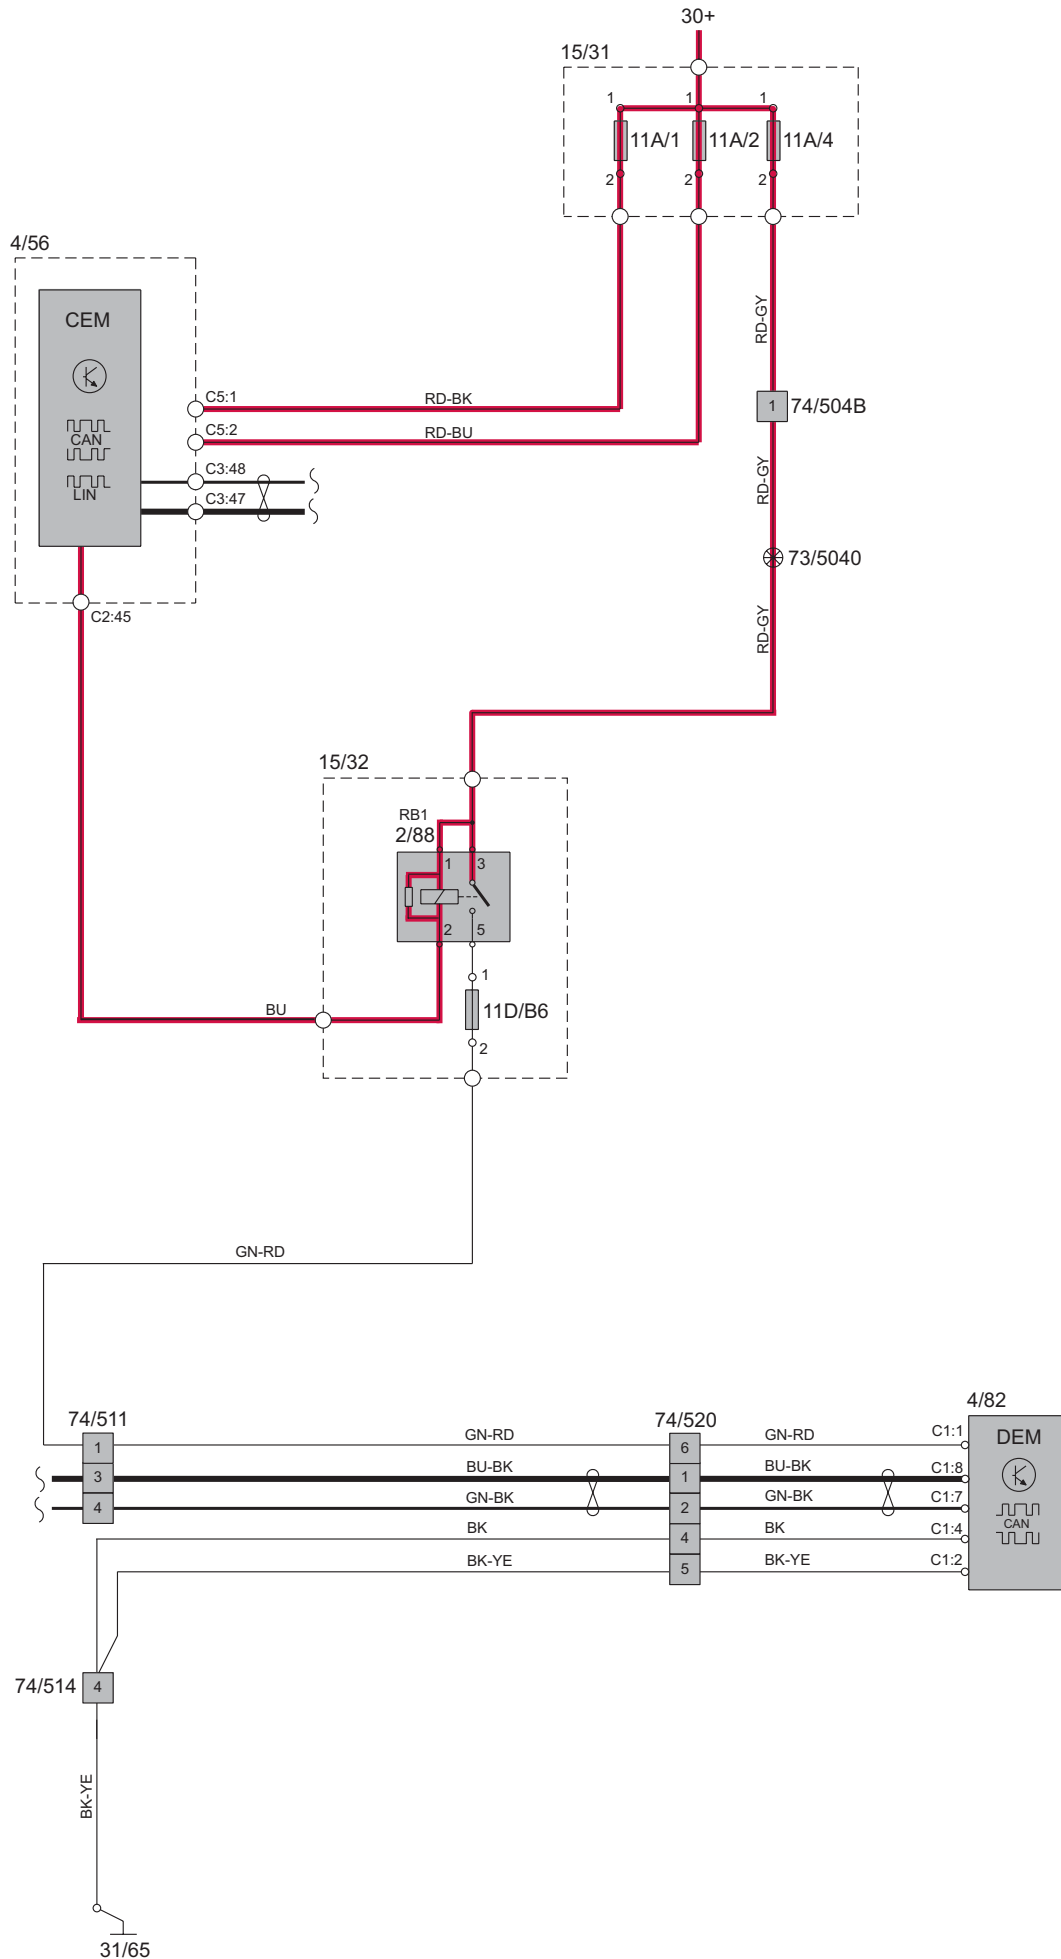 30+
15/31
1 1 1
11A/1 11A/2 11A/4
2 2 2
4/56
CEM
CAN
LIN
C5:1 RD-BK
C5:2 RD-BU
C3:48
C3:47
C2:45
RD-GY
1 74/504B
RD-GY
73/5040
RD-GY
15/32
RB1
2/88
1 3
2 5
1
BU
11D/B6
2
GN-RD
4/82
74/511 74/520
1 GN-RD 6 GN-RD C1:1 DEM
3 BU-BK 1 BU-BK C1:8
4 GN-BK 2 GN-BK C1:7 CAN
BK 4 BK C1:4
BK-YE 5 BK-YE C1:2
74/514 4
BK-YE
31/65